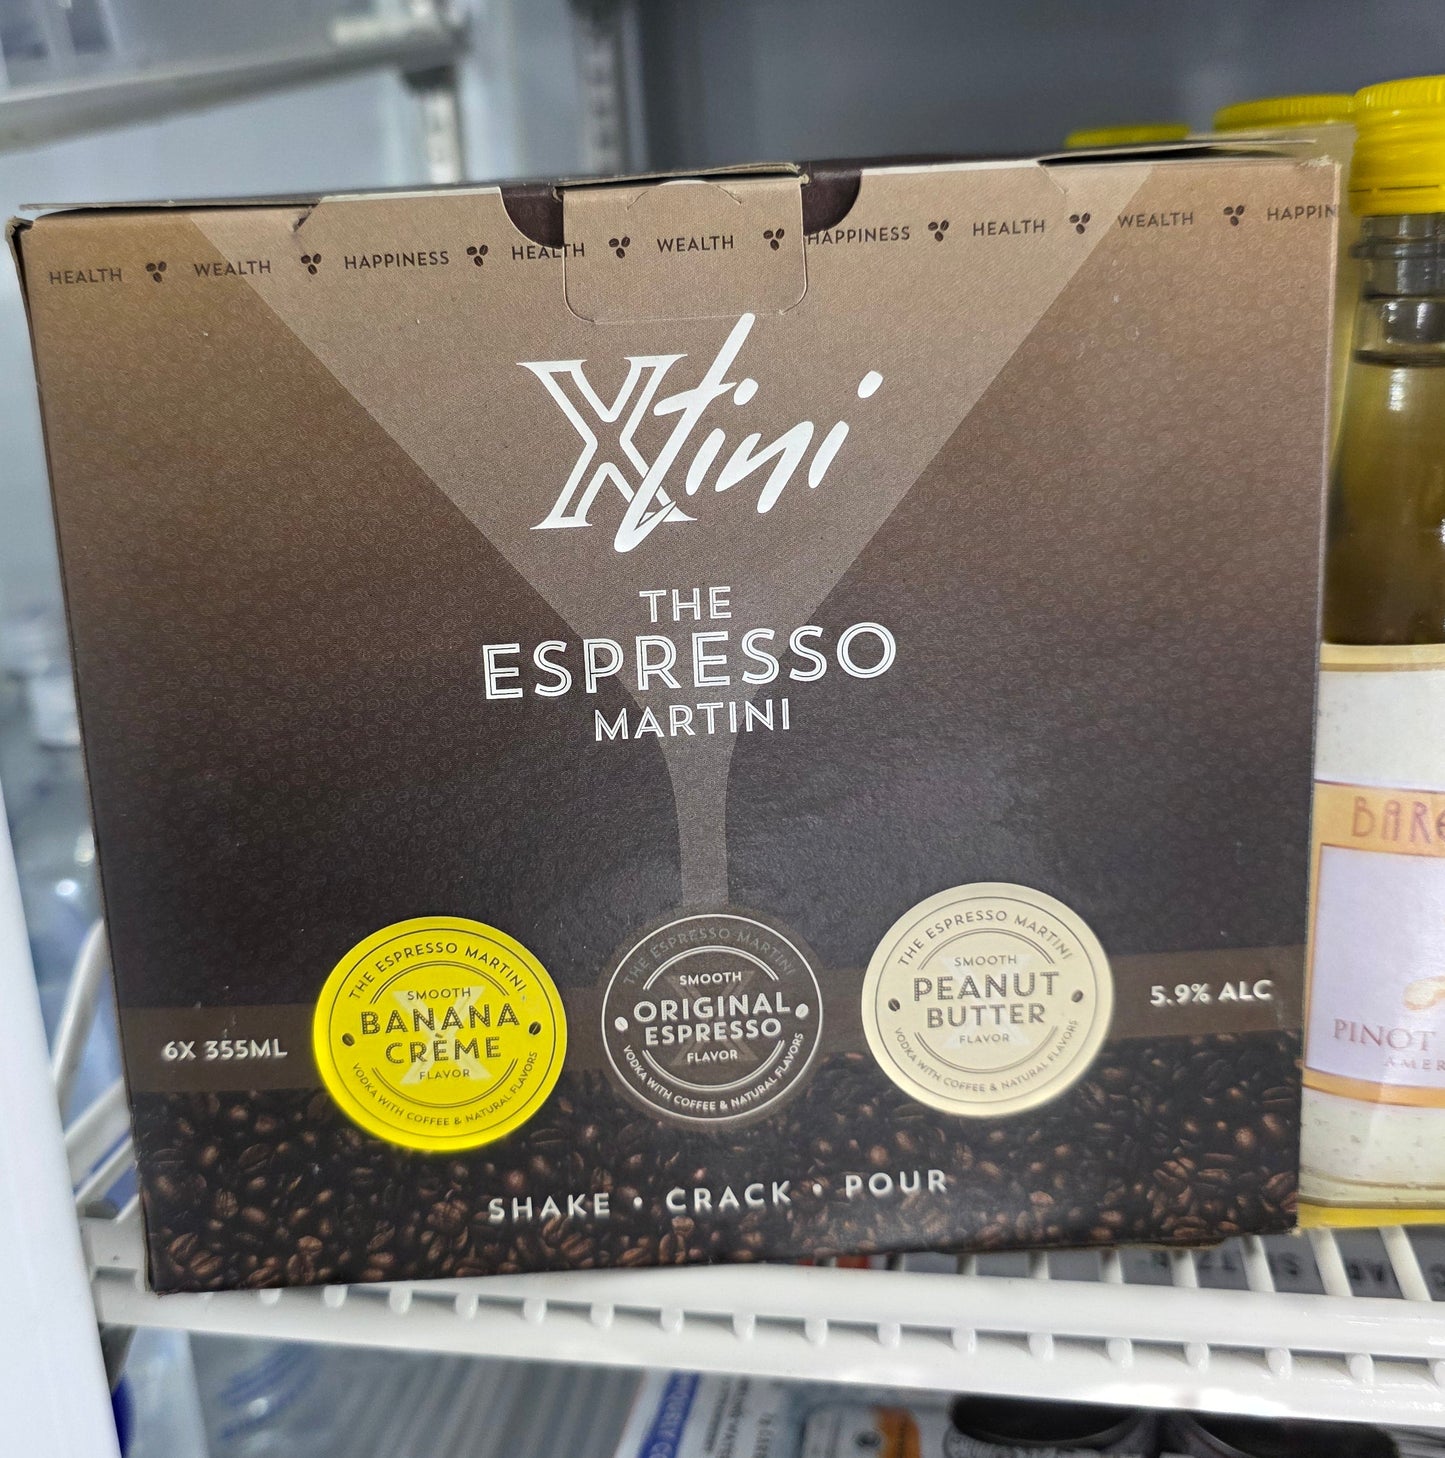 HEALTH WEALTH HAPPINESS HEALTH WEALTH HAPPINESS HEALTH WEALTH HAPPIN
Xtini
THE
ESPRESSO
MARTINI
6X 355ML
THE ESPRESSO MARTINI
SMOOTH
BANANA
CRÈME
FLAVOR
VODKA WITH COFFEE & NATURAL FLAVORS
THE ESPRESSO MARTINI
SMOOTH
ORIGINAL
ESPRESSO
FLAVOR
VODKA WITH COFFEE & NATURAL FLAVORS
THE ESPRESSO MARTINI
SMOOTH
PEANUT
BUTTER
FLAVOR
VODKA WITH COFFEE & NATURAL FLAVORS
5.9% ALC
SHAKE • CRACK • POUR
PINOT